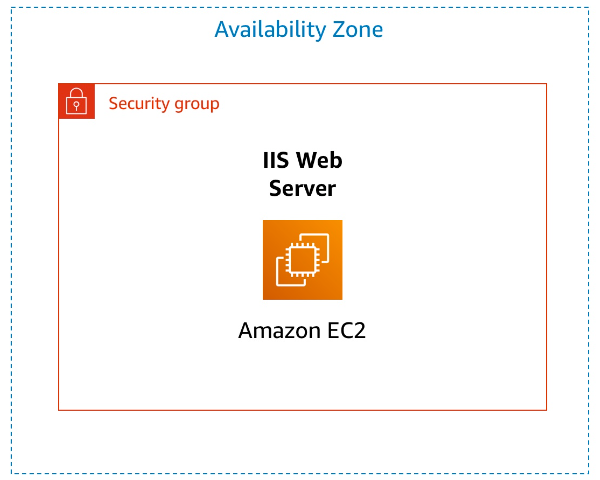 Availability Zone
Security group
IIS Web
Server
Amazon EC2